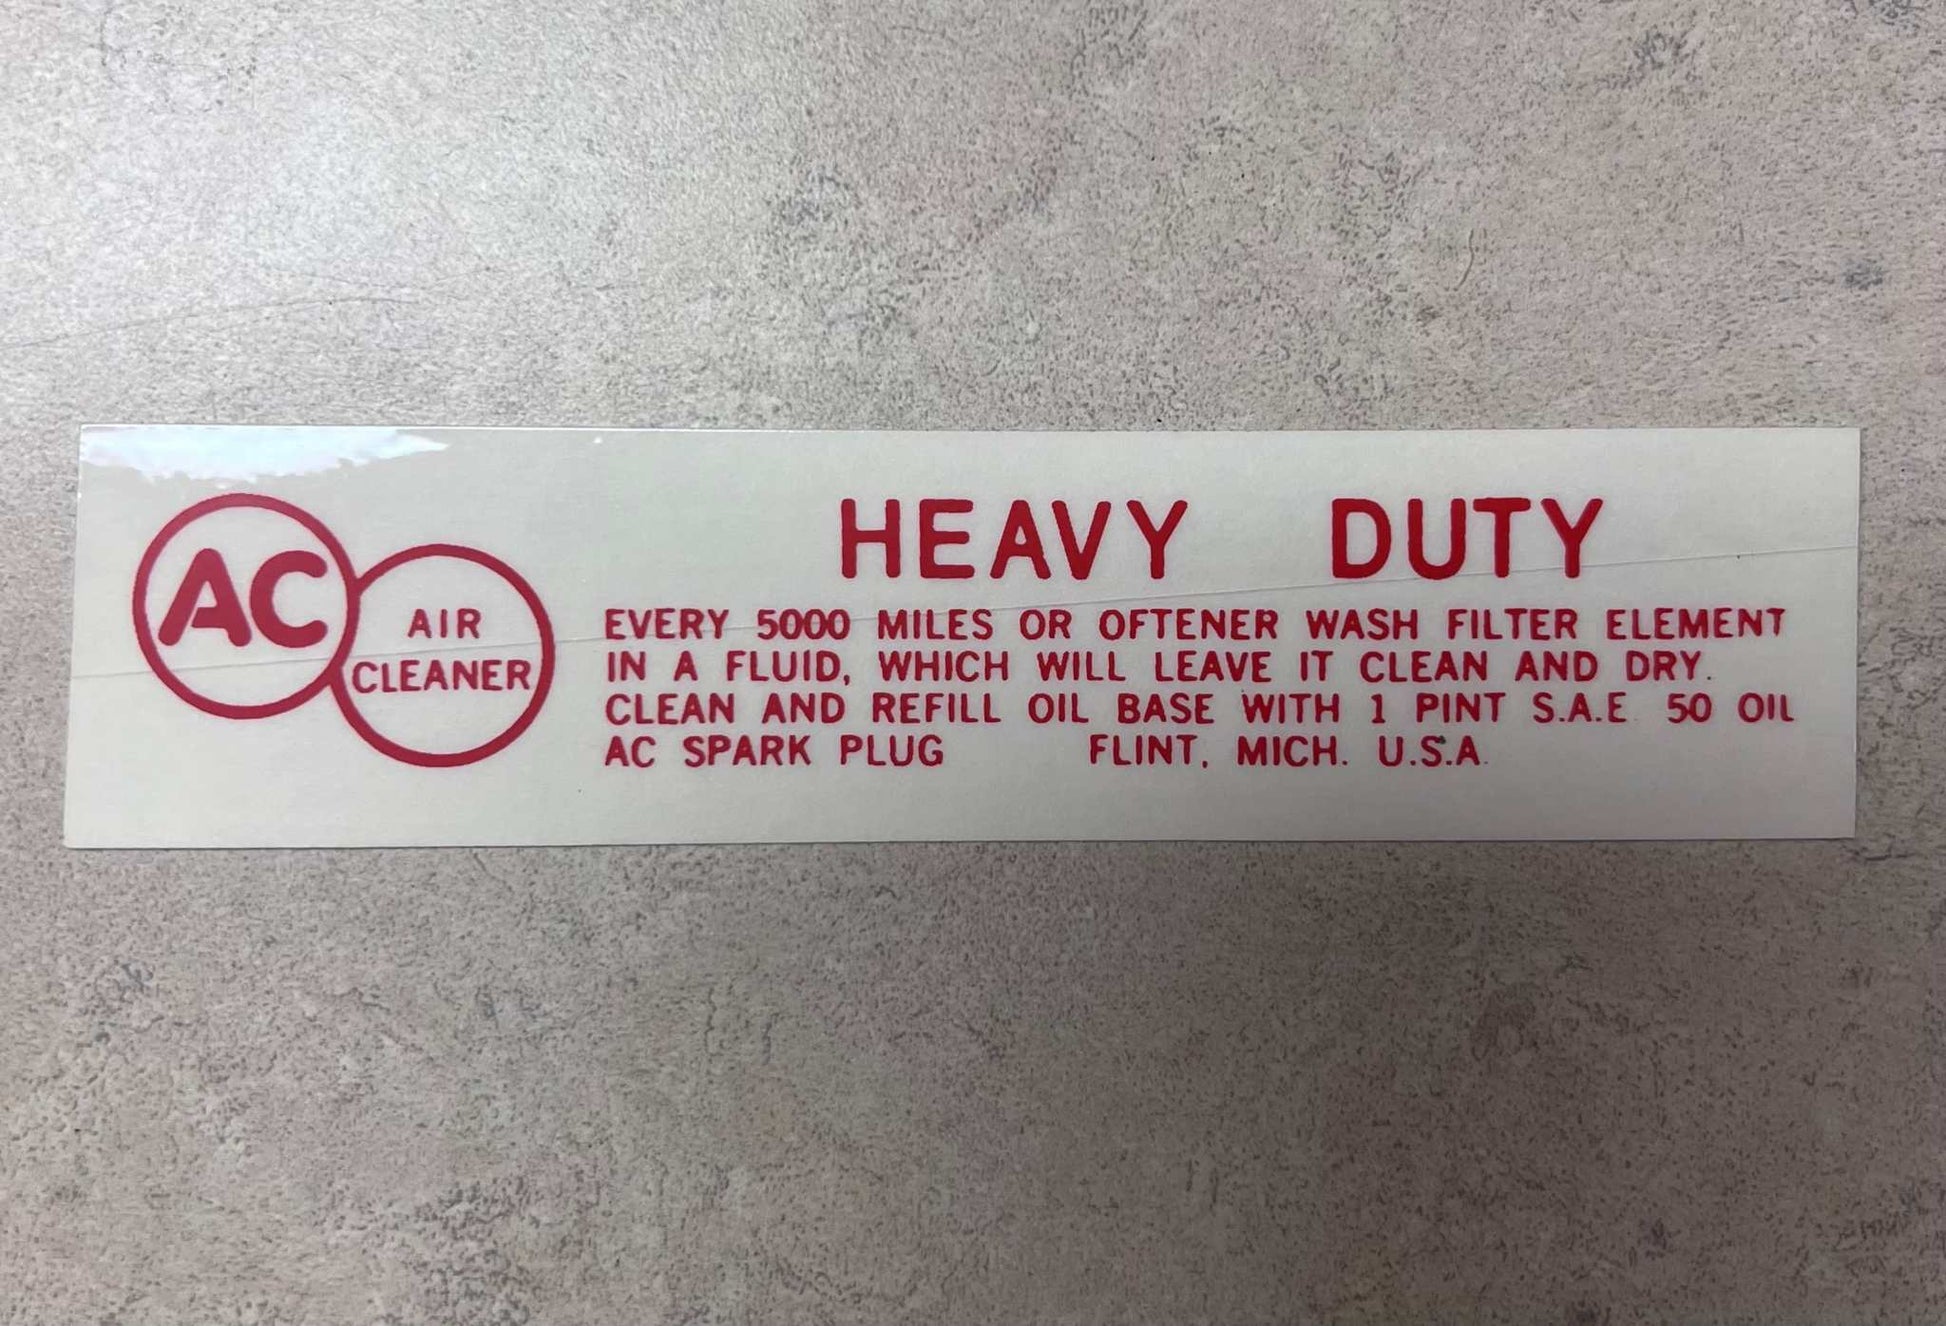 AC
AIR
CLEANER
HEAVY DUTY
EVERY 5000 MILES OR OFTENER WASH FILTER ELEMENT
IN A FLUID, WHICH WILL LEAVE IT CLEAN AND DRY.
CLEAN AND REFILL OIL BASE WITH 1 PINT S.A.E. 50 OIL
AC SPARK PLUG FLINT, MICH. U.S.A.